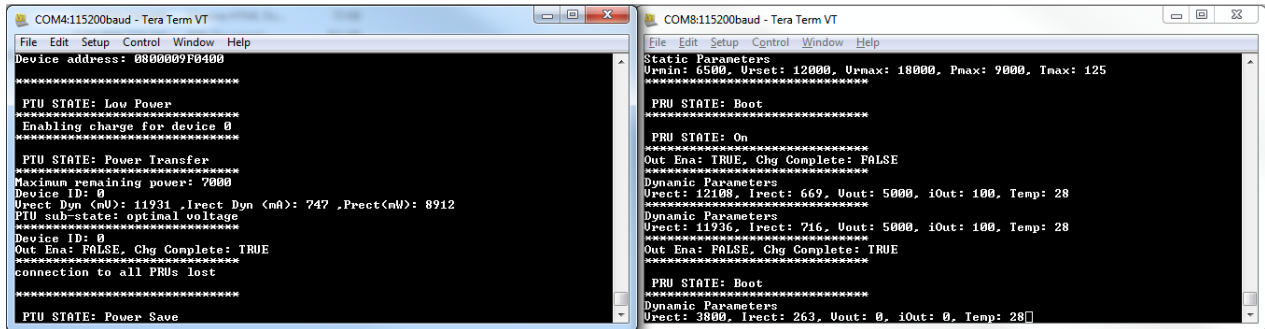 COM4:115200baud - Tera Term VT
File Edit Setup Control Window Help
Device address: 0800009F0400
*******************************
PTU STATE: Low Power
*******************************
Enabling charge for device 0
*******************************
PTU STATE: Power Transfer
*******************************
Maximum remaining power: 7000
Device ID: 0
Vrect Dyn (mV): 11931 ,Irect Dyn (mA): 747 ,Prect(mW): 8912
PTU sub-state: optimal voltage
*******************************
Device ID: 0
Out Ena: FALSE, Chg Complete: TRUE
*******************************
connection to all PRUs lost
*******************************
PTU STATE: Power Save
COM8:115200baud - Tera Term VT
File Edit Setup Control Window Help
Static Parameters
Vrmin: 6500, Vrset: 12000, Vrmax: 18000, Pmax: 9000, Tmax: 125
*******************************
PRU STATE: Boot
*******************************
PRU STATE: On
*******************************
Out Ena: TRUE, Chg Complete: FALSE
*******************************
Dynamic Parameters
Vrect: 12108, Irect: 669, Vout: 5000, iOut: 100, Temp: 28
*******************************
Dynamic Parameters
Vrect: 11936, Irect: 716, Vout: 5000, iOut: 100, Temp: 28
*******************************
Out Ena: FALSE, Chg Complete: TRUE
*******************************
PRU STATE: Boot
*******************************
Dynamic Parameters
Vrect: 3800, Irect: 263, Vout: 0, iOut: 0, Temp: 28